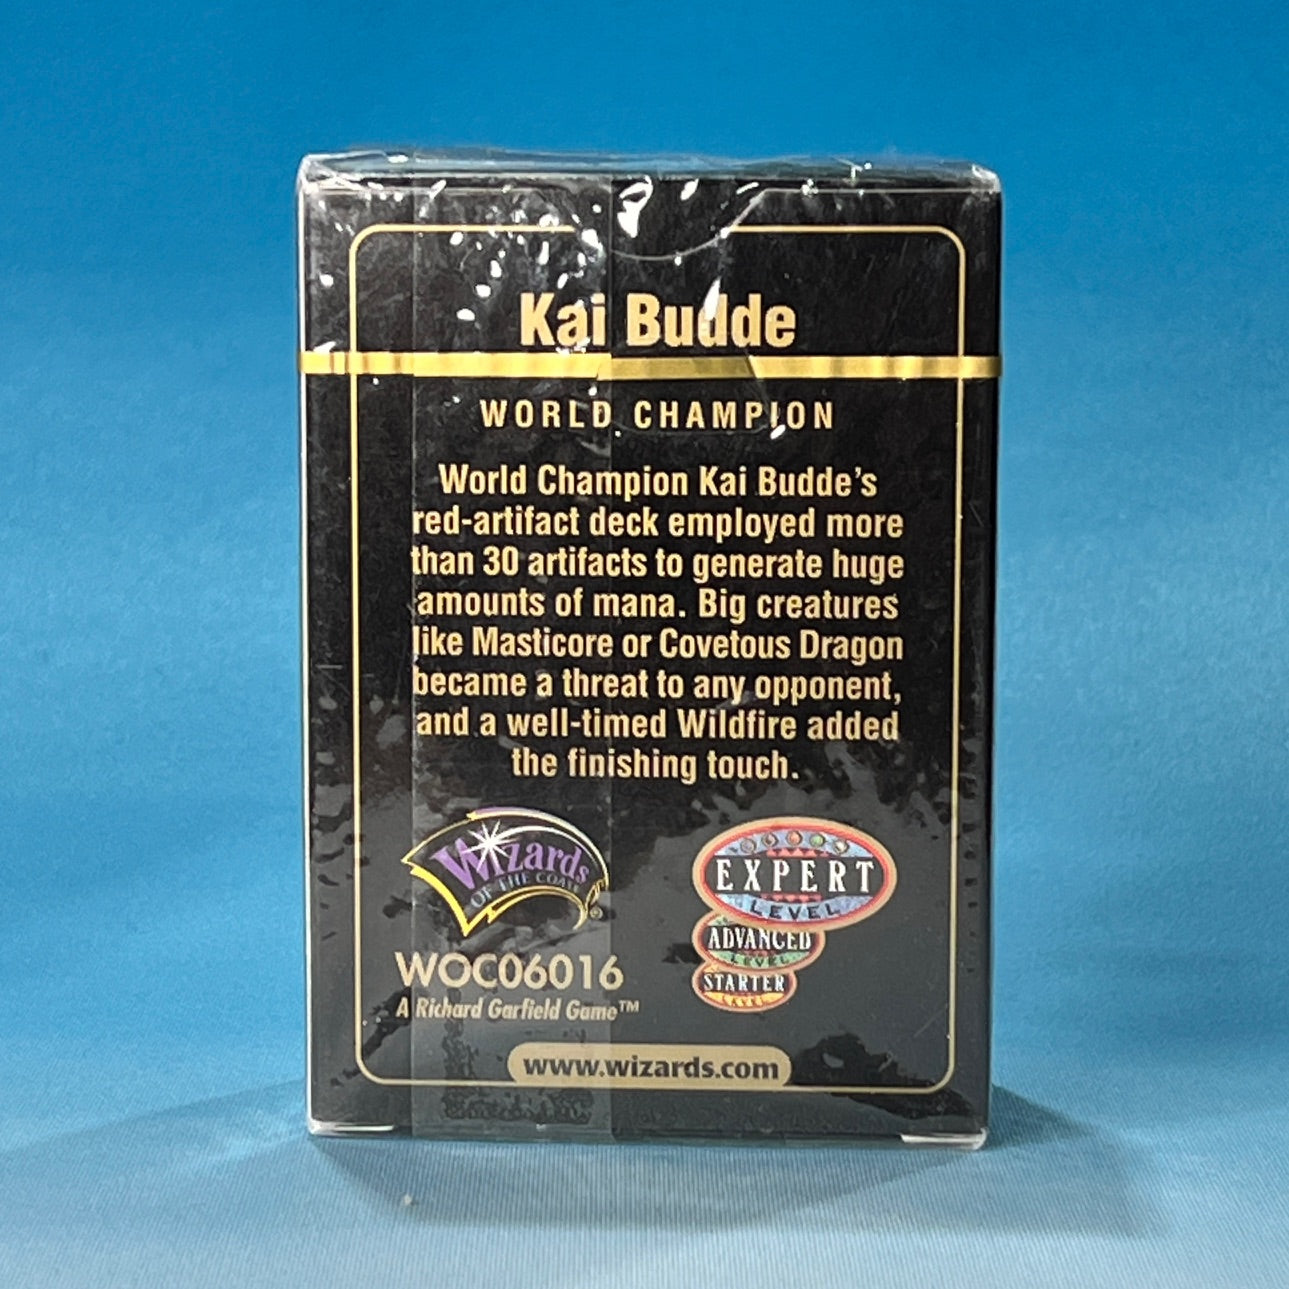 Kai Budde
WORLD CHAMPION
World Champion Kai Budde's
red-artifact deck employed more
than 30 artifacts to generate huge
amounts of mana. Big creatures
like Masticore or Covetous Dragon
became a threat to any opponent,
and a well-timed Wildfire added
the finishing touch.
Wizards
OF THE COAST
®
WOC06016
A Richard Garfield Game™
EXPERT
LEVEL
ADVANCED
LEVEL
STARTER
LEVEL
www.wizards.com